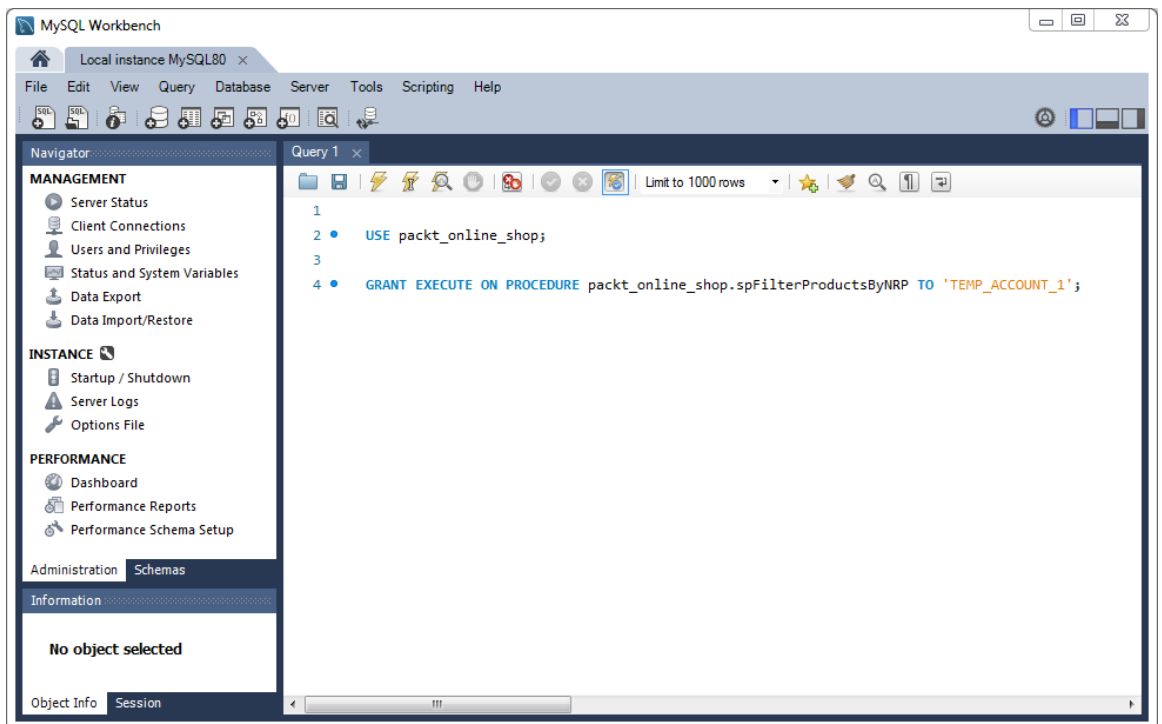 MySQL Workbench
Local instance MySQL80
File Edit View Query Database Server Tools Scripting Help
Navigator
MANAGEMENT
Server Status
Client Connections
Users and Privileges
Status and System Variables
Data Export
Data Import/Restore
INSTANCE
Startup / Shutdown
Server Logs
Options File
PERFORMANCE
Dashboard
Performance Reports
Performance Schema Setup
Administration Schemas
Information
No object selected
Object Info Session
Query 1
Limit to 1000 rows
1
2 USE packt_online_shop;
3
4 GRANT EXECUTE ON PROCEDURE packt_online_shop.spFilterProductsByNRP TO 'TEMP_ACCOUNT_1';